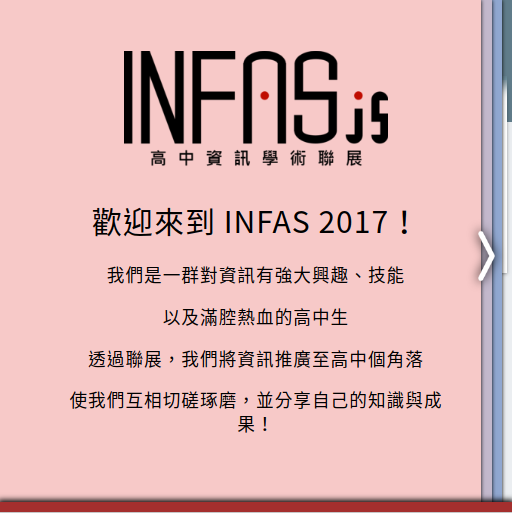 INFAS.js
高中資訊學術聯展
歡迎來到 INFAS 2017！
我們是一群對資訊有強大興趣、技能
以及滿腔熱血的高中生
透過聯展，我們將資訊推廣至高中個角落
使我們互相切磋琢磨，並分享自己的知識與成
果！